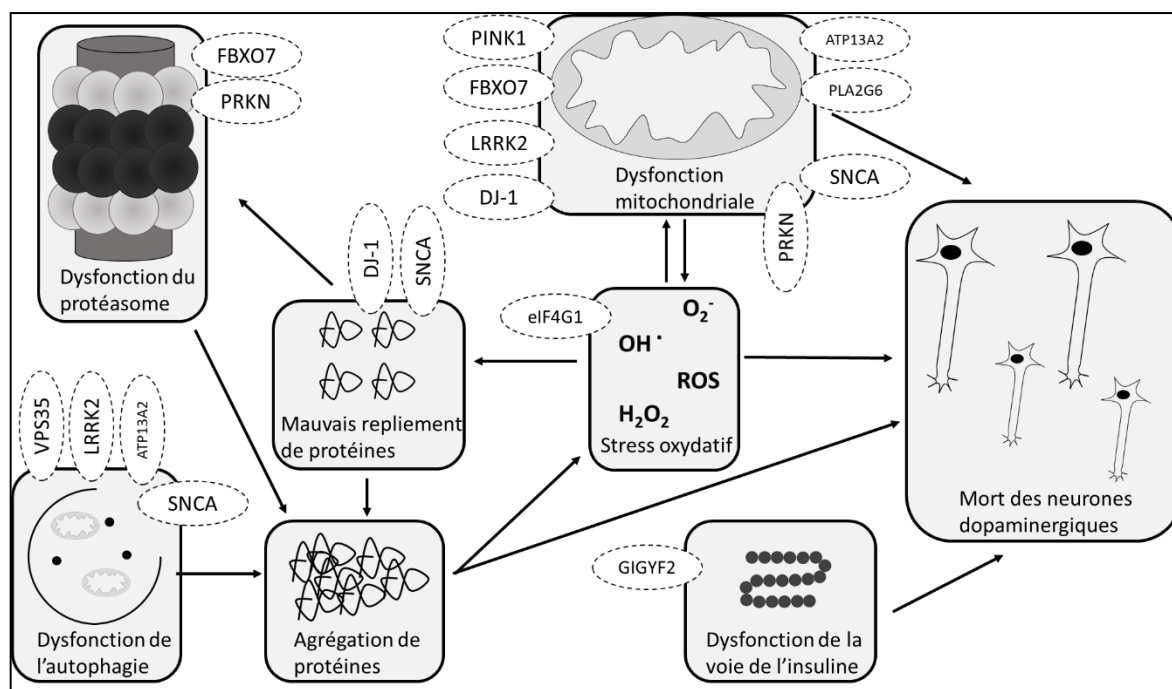 FBXO7
PRKN
Dysfonction du
protéasome
PINK1
FBXO7
LRRK2
DJ-1
ATP13A2
PLA2G6
SNCA
PRKN
Dysfonction
mitochondriale
DJ-1
SNCA
Mauvais repliement
de protéines
eIF4G1
O₂⁻
OH˙
ROS
H₂O₂
Stress oxydatif
Mort des neurones
dopaminergiques
VPS35
LRRK2
ATP13A2
SNCA
Dysfonction de
l'autophagie
Agrégation de
protéines
GIGYF2
Dysfonction de la
voie de l'insuline